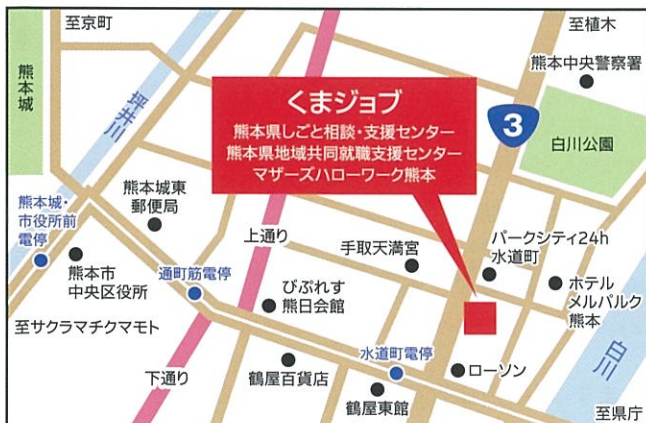 至京町
至植木
熊本中央警察署
熊本城
坪井川
くまジョブ
熊本県しごと相談・支援センター
熊本県地域共同就職支援センター
マザーズハローワーク熊本
3
白川公園
熊本城・
市役所前
電停
熊本城東
郵便局
上通り
手取天満宮
パークシティ24h
水道町
熊本市
中央区役所
通町筋電停
びぷれす
熊日会館
ホテル
メルパルク
熊本
至サクラマチクマモト
下通り
鶴屋百貨店
水道町電停
ローソン
白川
鶴屋東館
至県庁